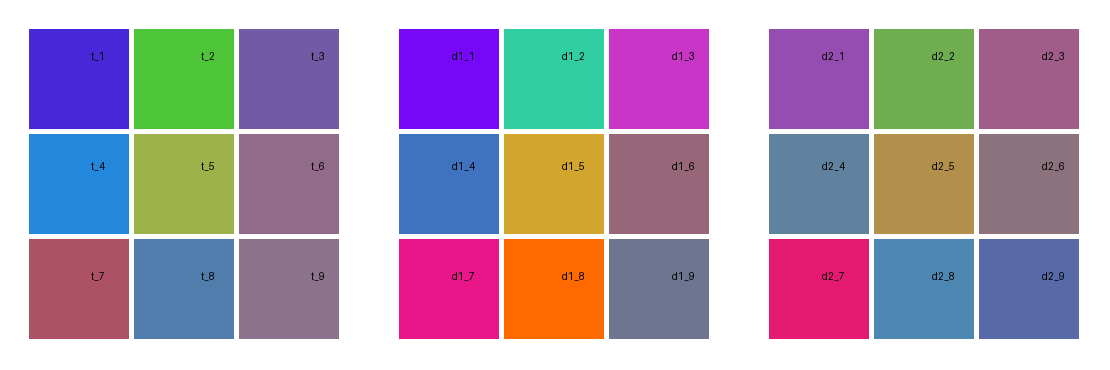 t_1 t_2 t_3 d1_1 d1_2 d1_3 d2_1 d2_2 d2_3
t_4 t_5 t_6 d1_4 d1_5 d1_6 d2_4 d2_5 d2_6
t_7 t_8 t_9 d1_7 d1_8 d1_9 d2_7 d2_8 d2_9